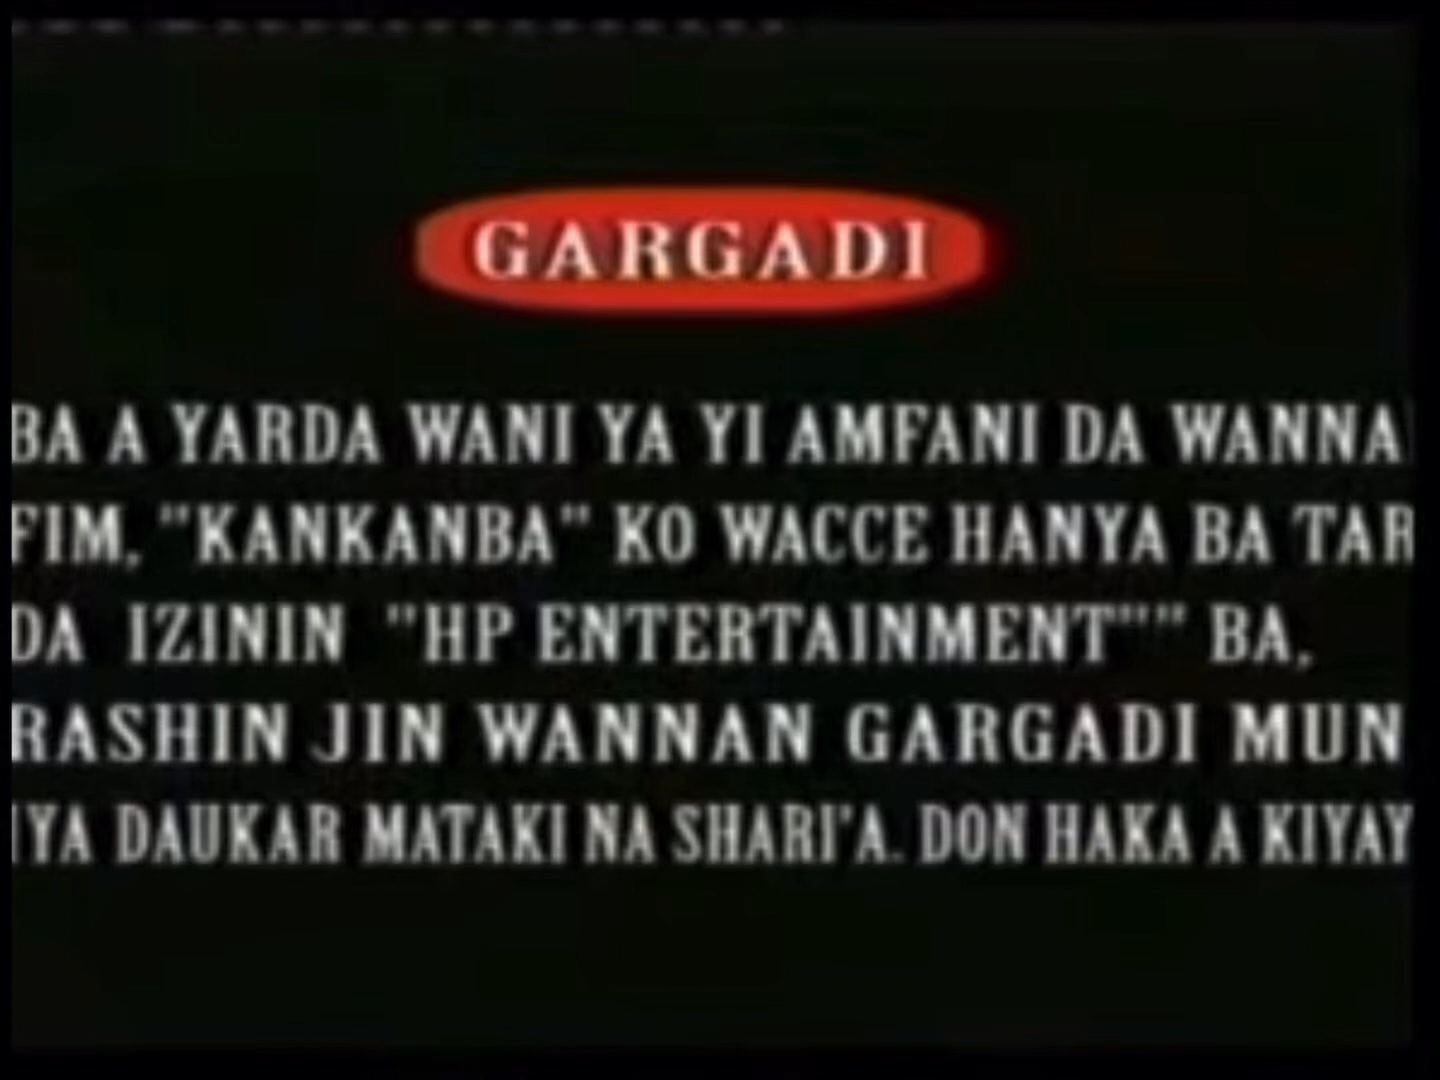 GARGADI
BA A YARDA WANI YA YI AMFANI DA WANNA
FIM, "KANKANBA" KO WACCE HANYA BA TAR
DA IZININ "HP ENTERTAINMENT"" BA,
RASHIN JIN WANNAN GARGADI MUN
IYA DAUKAR MATAKI NA SHARI'A. DON HAKA A KIYAY